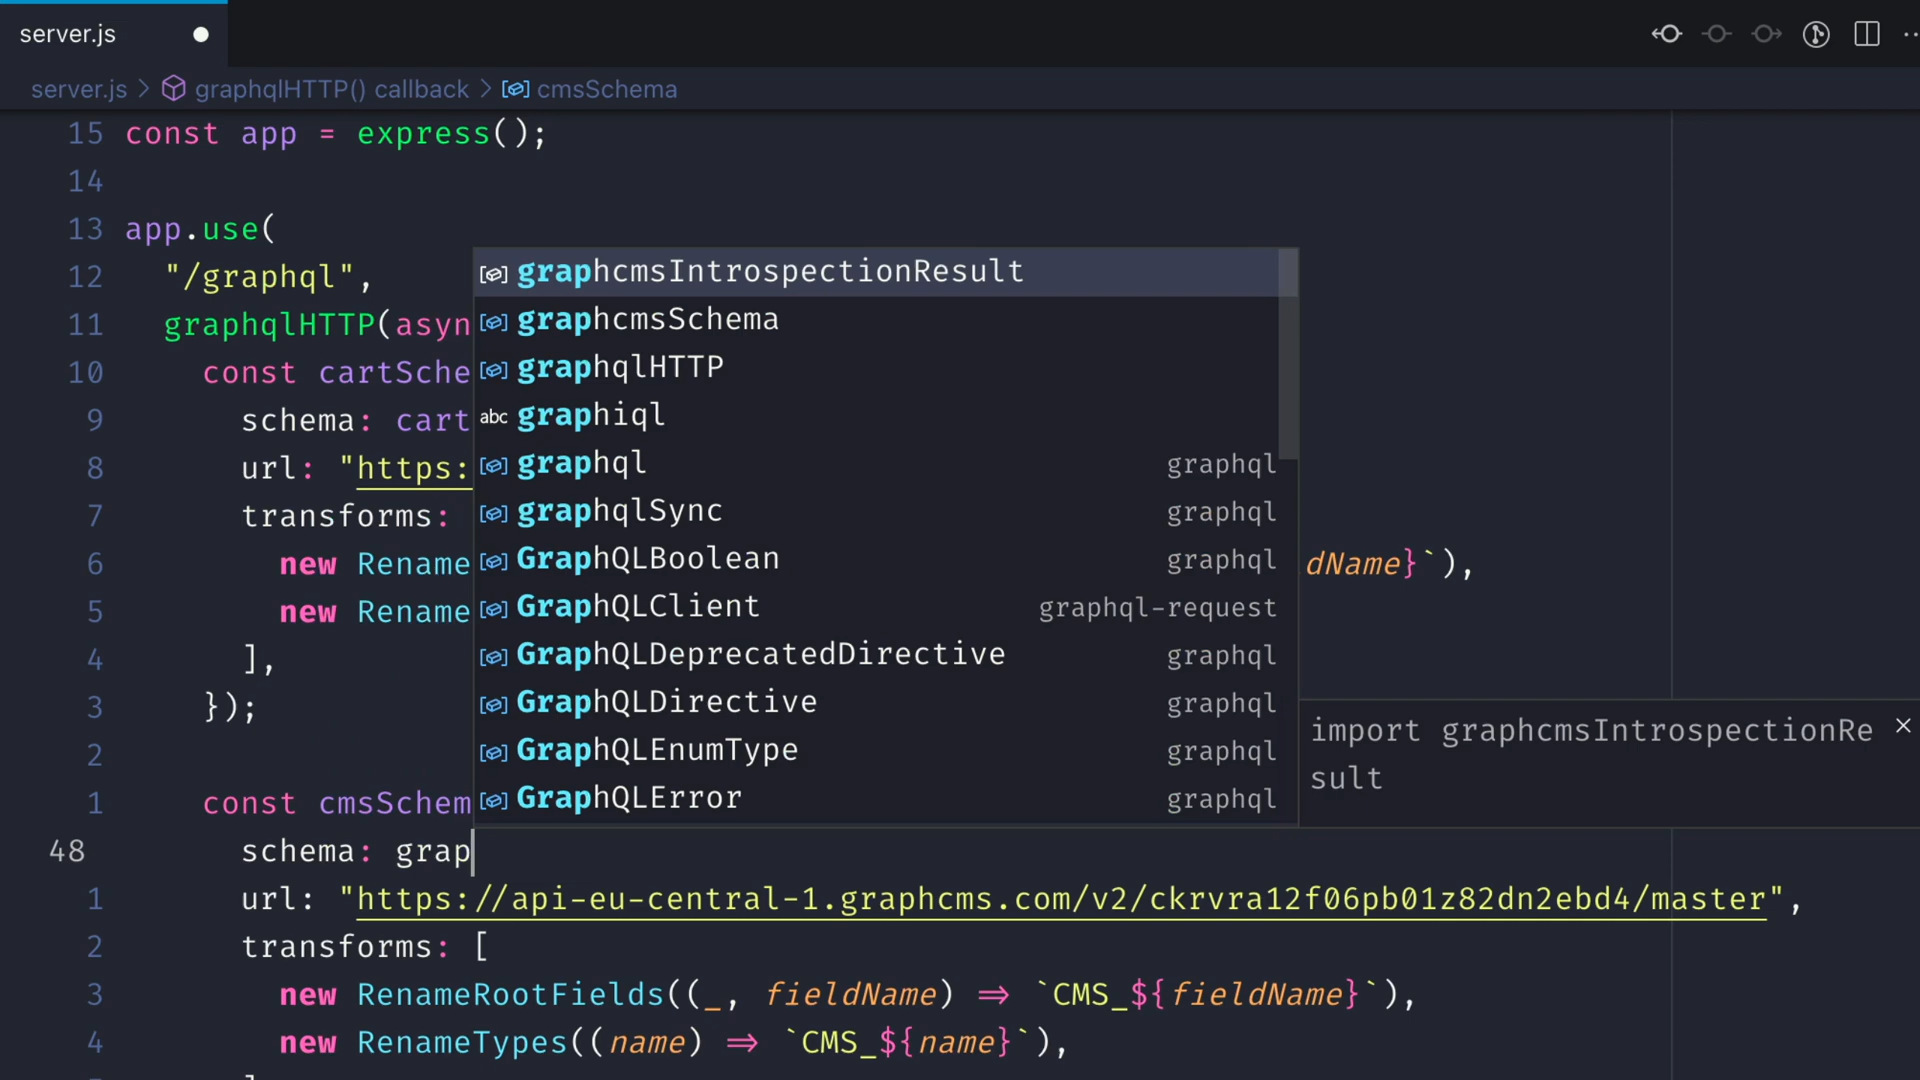 server.js
server.js > graphqlHTTP() callback > cmsSchema
15 const app = express();
14
13 app.use(
12 "/graphql",
11 graphqlHTTP(asyn
10 const cartSche
9 schema: cart
8 url: "https:
7 transforms:
6 new Rename dName}`),
5 new Rename
4 ],
3 });
2
1 const cmsSchem
48 schema: grap
1 url: "https://api-eu-central-1.graphcms.com/v2/ckrvra12f06pb01z82dn2ebd4/master",
2 transforms: [
3 new RenameRootFields((_, fieldName) => `CMS_${fieldName}`),
4 new RenameTypes((name) => `CMS_${name}`),
graphcmsIntrospectionResult
graphcmsSchema
graphqlHTTP
abc graphiql
graphql graphql
graphqlSync graphql
GraphQLBoolean graphql
GraphQLClient graphql-request
GraphQLDeprecatedDirective graphql
GraphQLDirective graphql
GraphQLEnumType graphql
GraphQLError graphql
import graphcmsIntrospectionRe
sult